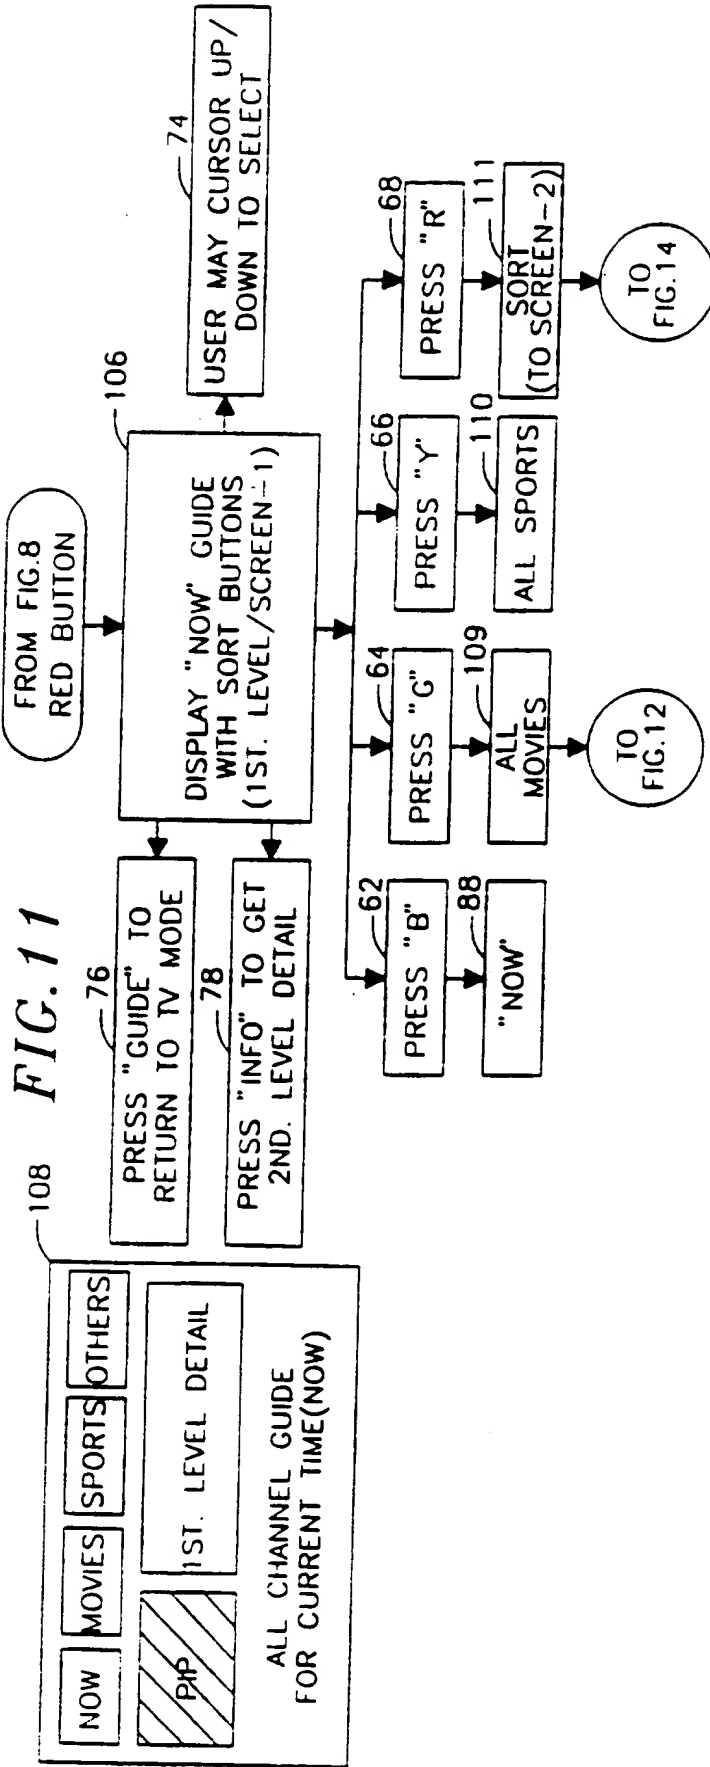 FIG.11
108
NOW
MOVIES
SPORTS
OTHERS
PIP
1ST. LEVEL DETAIL
ALL CHANNEL GUIDE
FOR CURRENT TIME(NOW)
FROM FIG.8
RED BUTTON
106
DISPLAY "NOW" GUIDE
WITH SORT BUTTONS
(1ST. LEVEL/SCREEN-1)
76
PRESS "GUIDE" TO
RETURN TO TV MODE
78
PRESS "INFO" TO GET
2ND. LEVEL DETAIL
74
USER MAY CURSOR UP/
DOWN TO SELECT
62
PRESS "B"
88
"NOW"
64
PRESS "G"
109
ALL
MOVIES
TO
FIG.12
66
PRESS "Y"
110
ALL SPORTS
68
PRESS "R"
111
SORT
(TO SCREEN-2)
TO
FIG.14